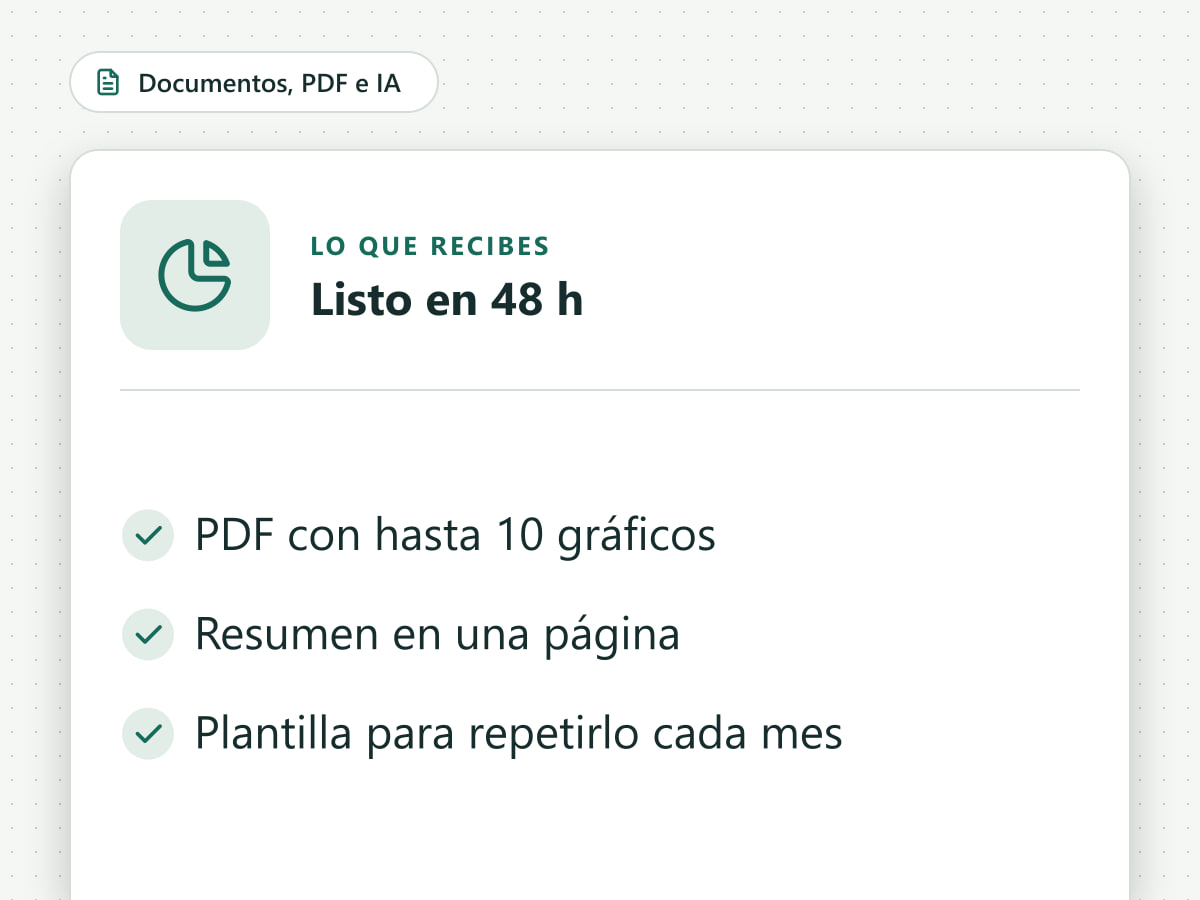 Documentos, PDF e IA
LO QUE RECIBES
Listo en 48 h
PDF con hasta 10 gráficos
Resumen en una página
Plantilla para repetirlo cada mes